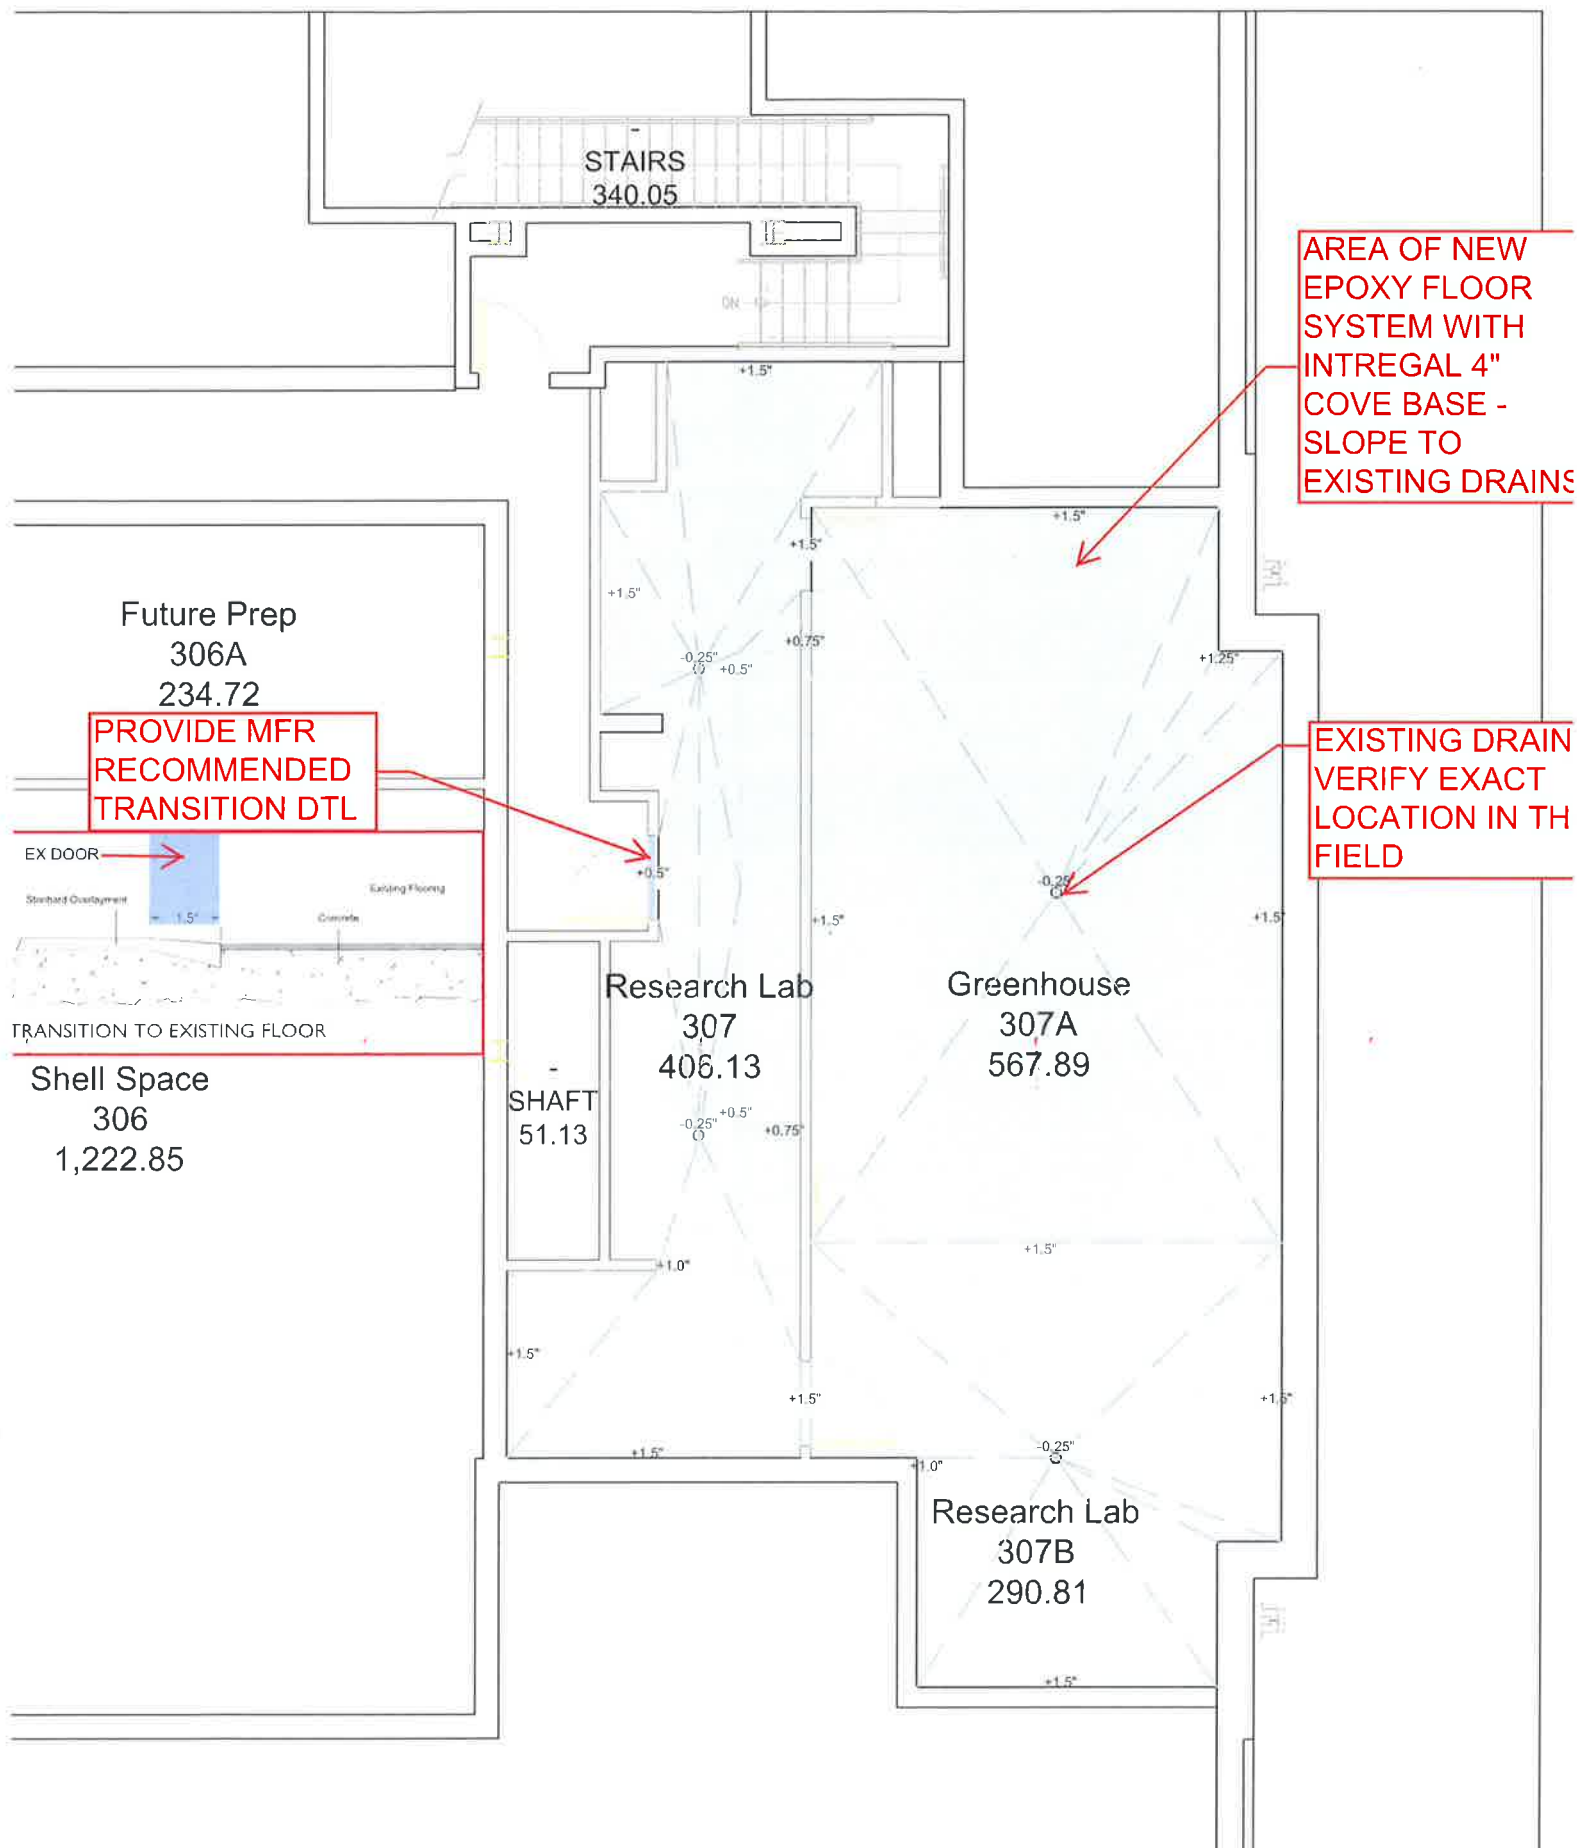 -
STAIRS
340.05
DN
AREA OF NEW
EPOXY FLOOR
SYSTEM WITH
INTREGAL 4"
COVE BASE -
SLOPE TO
EXISTING DRAINS
+1.5"
+1.5"
+1.5"
+1.5"
+0.75"
-0.25"
+0.5"
+1.25"
Future Prep
306A
234.72
PROVIDE MFR
RECOMMENDED
TRANSITION DTL
EXISTING DRAIN
VERIFY EXACT
LOCATION IN TH
FIELD
EX DOOR
Stonhard Overlayment
1.5"
Existing Flooring
Concrete
TRANSITION TO EXISTING FLOOR
+0.5"
-0.25"
+1.5"
+1.5"
Research Lab
307
406.13
Greenhouse
307A
567.89
Shell Space
306
1,222.85
-
SHAFT
51.13
-0.25"
+0.5"
+0.75"
+1.0"
+1.5"
+1.5"
+1.5"
+1.5"
+1.5"
+1.0"
-0.25"
Research Lab
307B
290.81
+1.5"